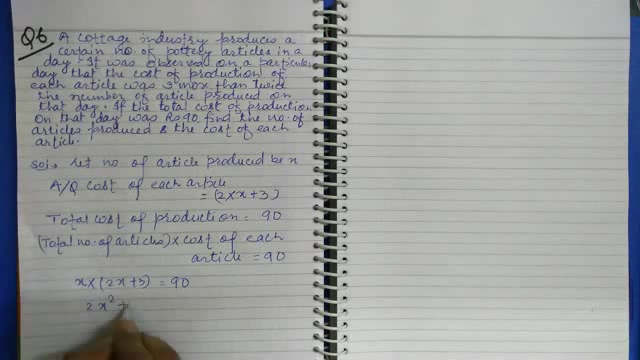 Q6 A cottage industry produces a
certain no. of pottery articles in a
day. It was observed on a particular
day that the cost of production of
each article was 3 more than twice
the number of article produced on
that day. If the total cost of production
on that day was Rs 90, find the no. of
articles produced & the cost of each
article.
Sol→ Let no of article produced be x
A/Q cost of each article
= (2 x x + 3)
Total cost of production = 90
(Total no. of articles) x cost of each
article = 90
x x (2x+3) = 90
2x² +